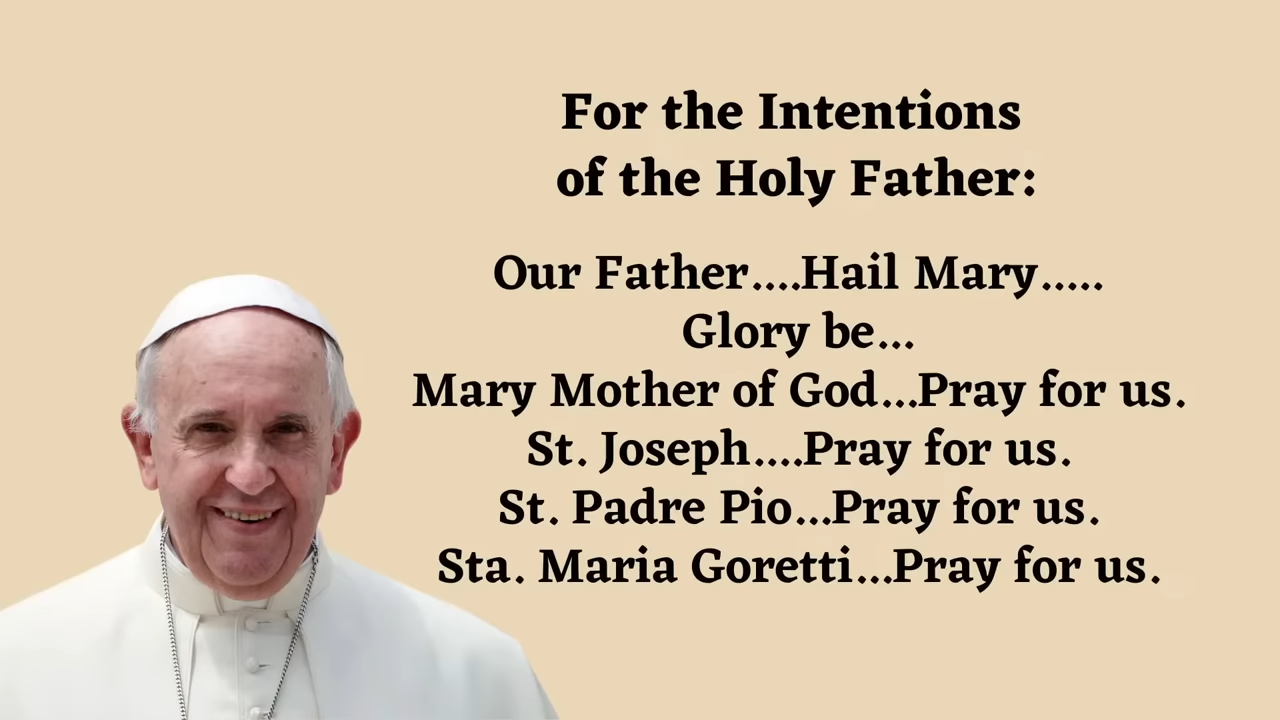 For the Intentions
of the Holy Father:
Our Father....Hail Mary.....
Glory be...
Mary Mother of God...Pray for us.
St. Joseph....Pray for us.
St. Padre Pio...Pray for us.
Sta. Maria Goretti...Pray for us.